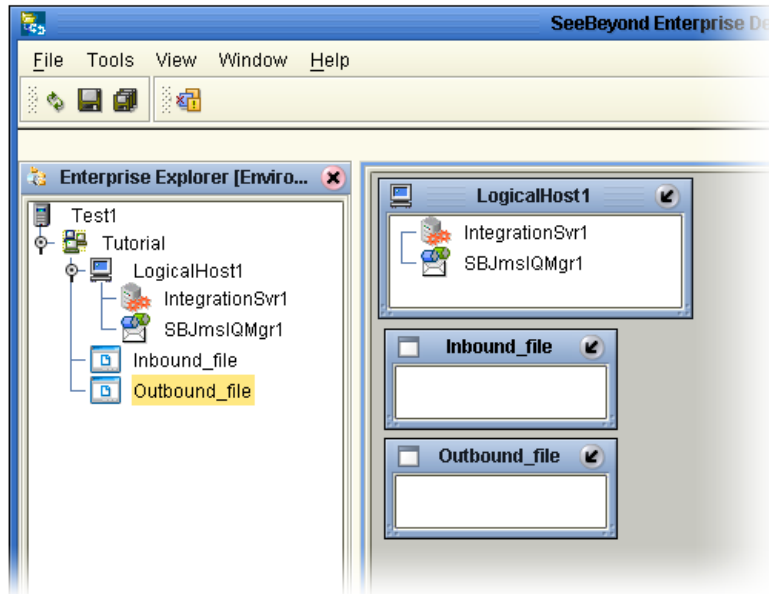 SeeBeyond Enterprise De
File Tools View Window Help
Enterprise Explorer [Enviro...
Test1
Tutorial
LogicalHost1
IntegrationSvr1
SBJmsIQMgr1
Inbound_file
Outbound_file
LogicalHost1
IntegrationSvr1
SBJmsIQMgr1
Inbound_file
Outbound_file